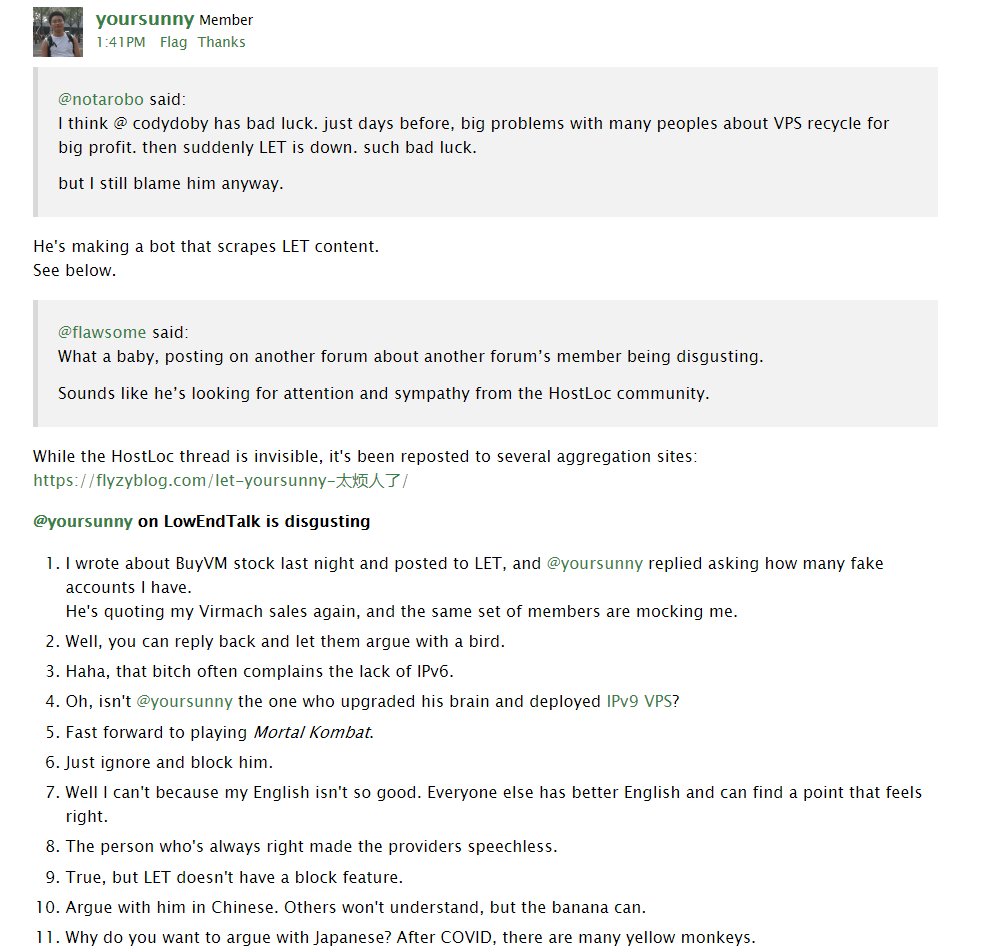 yoursunny Member
1:41PM Flag Thanks
@notarobo said:
I think @ codydoby has bad luck. just days before, big problems with many peoples about VPS recycle for
big profit. then suddenly LET is down. such bad luck.
but I still blame him anyway.
He's making a bot that scrapes LET content.
See below.
@flawsome said:
What a baby, posting on another forum about another forum’s member being disgusting.
Sounds like he’s looking for attention and sympathy from the HostLoc community.
While the HostLoc thread is invisible, it's been reposted to several aggregation sites:
https://flyzyblog.com/let-yoursunny-太烦人了/
@yoursunny on LowEndTalk is disgusting
1. I wrote about BuyVM stock last night and posted to LET, and @yoursunny replied asking how many fake
accounts I have.
He's quoting my Virmach sales again, and the same set of members are mocking me.
2. Well, you can reply back and let them argue with a bird.
3. Haha, that bitch often complains the lack of IPv6.
4. Oh, isn't @yoursunny the one who upgraded his brain and deployed IPv9 VPS?
5. Fast forward to playing Mortal Kombat.
6. Just ignore and block him.
7. Well I can't because my English isn't so good. Everyone else has better English and can find a point that feels
right.
8. The person who's always right made the providers speechless.
9. True, but LET doesn't have a block feature.
10. Argue with him in Chinese. Others won't understand, but the banana can.
11. Why do you want to argue with Japanese? After COVID, there are many yellow monkeys.